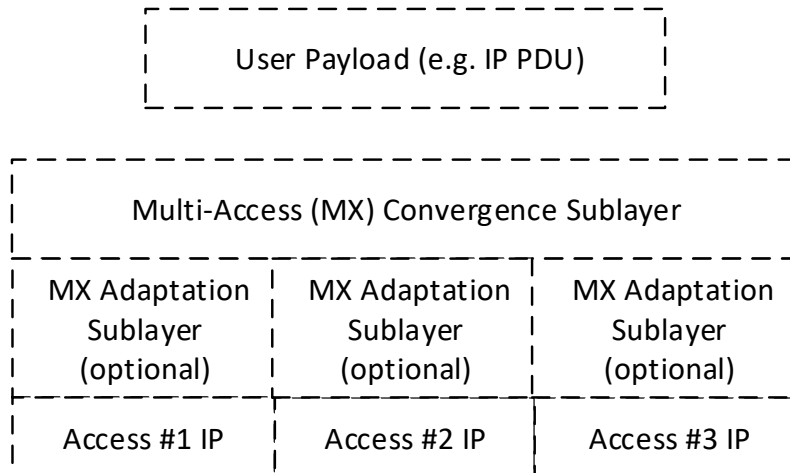 User Payload (e.g. IP PDU)
Multi-Access (MX) Convergence Sublayer
MX Adaptation Sublayer (optional)
MX Adaptation Sublayer (optional)
MX Adaptation Sublayer (optional)
Access #1 IP
Access #2 IP
Access #3 IP